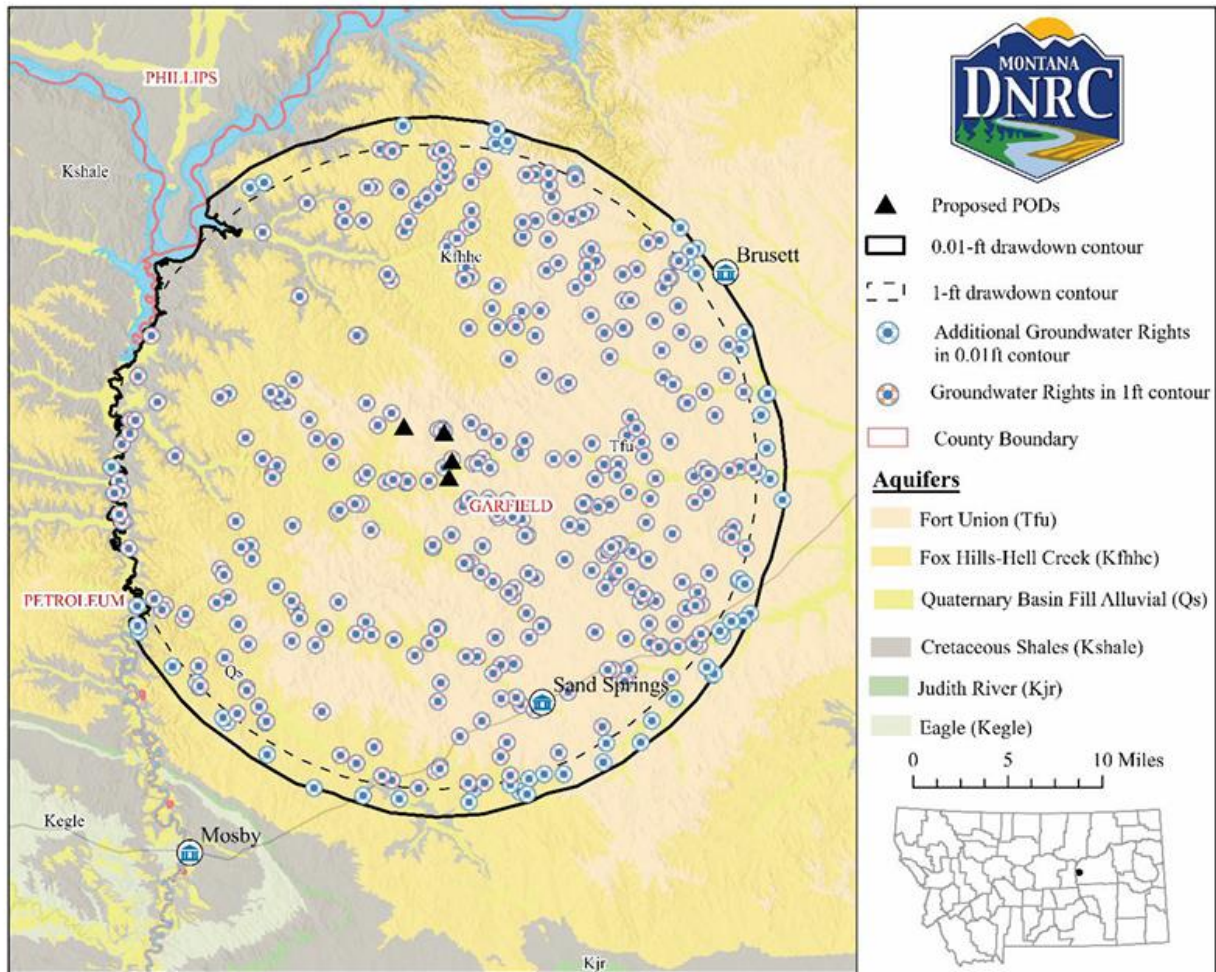 PHILLIPS
Kshale
Kfhhc
Brusett
Tfu
GARFIELD
PETROLEUM
Qs
Sand Springs
Kegle
Mosby
Kjr
MONTANA
DNRC
Proposed PODs
0.01-ft drawdown contour
1-ft drawdown contour
Additional Groundwater Rights
in 0.01ft contour
Groundwater Rights in 1ft contour
County Boundary
Aquifers
Fort Union (Tfu)
Fox Hills-Hell Creek (Kfhhc)
Quaternary Basin Fill Alluvial (Qs)
Cretaceous Shales (Kshale)
Judith River (Kjr)
Eagle (Kegle)
0 5 10 Miles